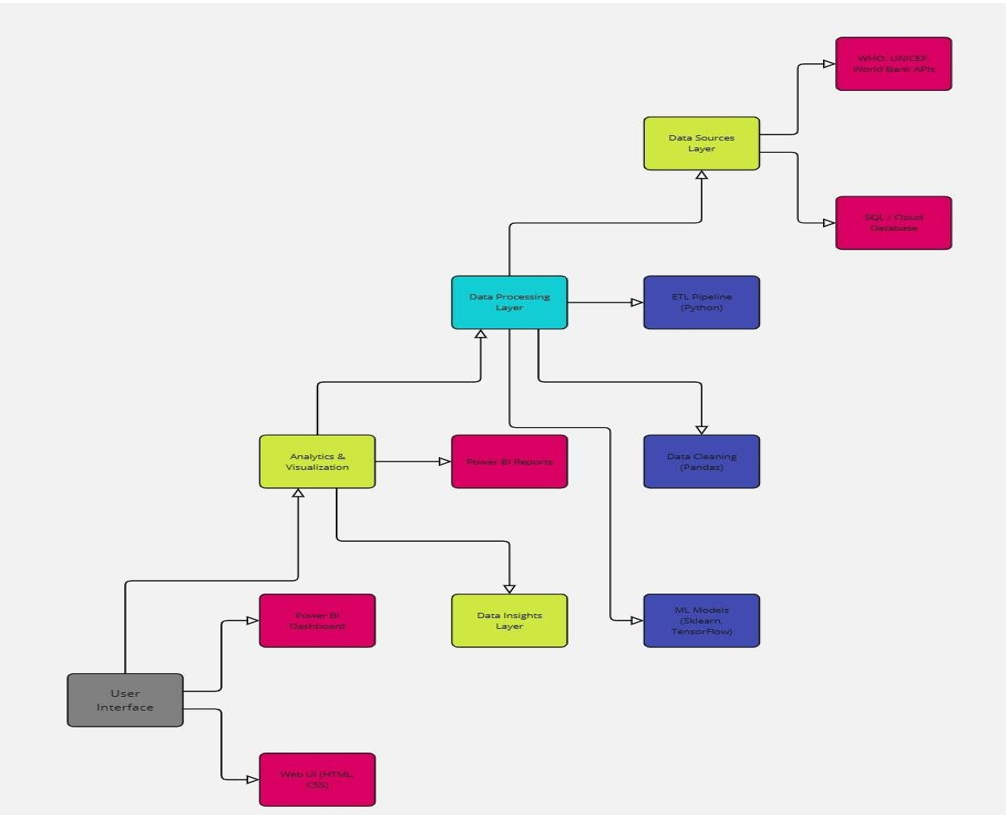 WHO, UNICEF,
World Bank APIs
Data Sources
Layer
SQL / Cloud
Database
Data Processing
Layer
ETL Pipeline
(Python)
Analytics &
Visualization
Power BI Reports
Data Cleaning
(Pandas)
Power BI
Dashboard
Data Insights
Layer
ML Models
(Sklearn,
TensorFlow)
User
Interface
Web UI (HTML,
CSS)